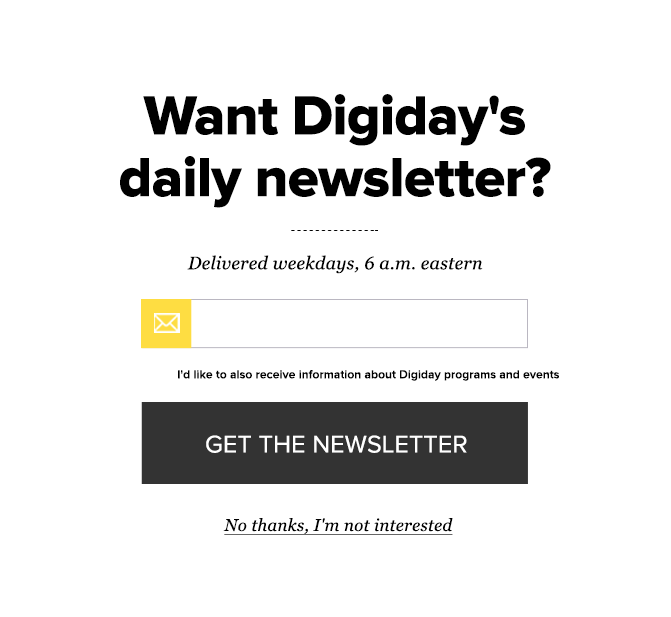 Want Digiday's
daily newsletter?
Delivered weekdays, 6 a.m. eastern
I'd like to also receive information about Digiday programs and events
GET THE NEWSLETTER
No thanks, I'm not interested